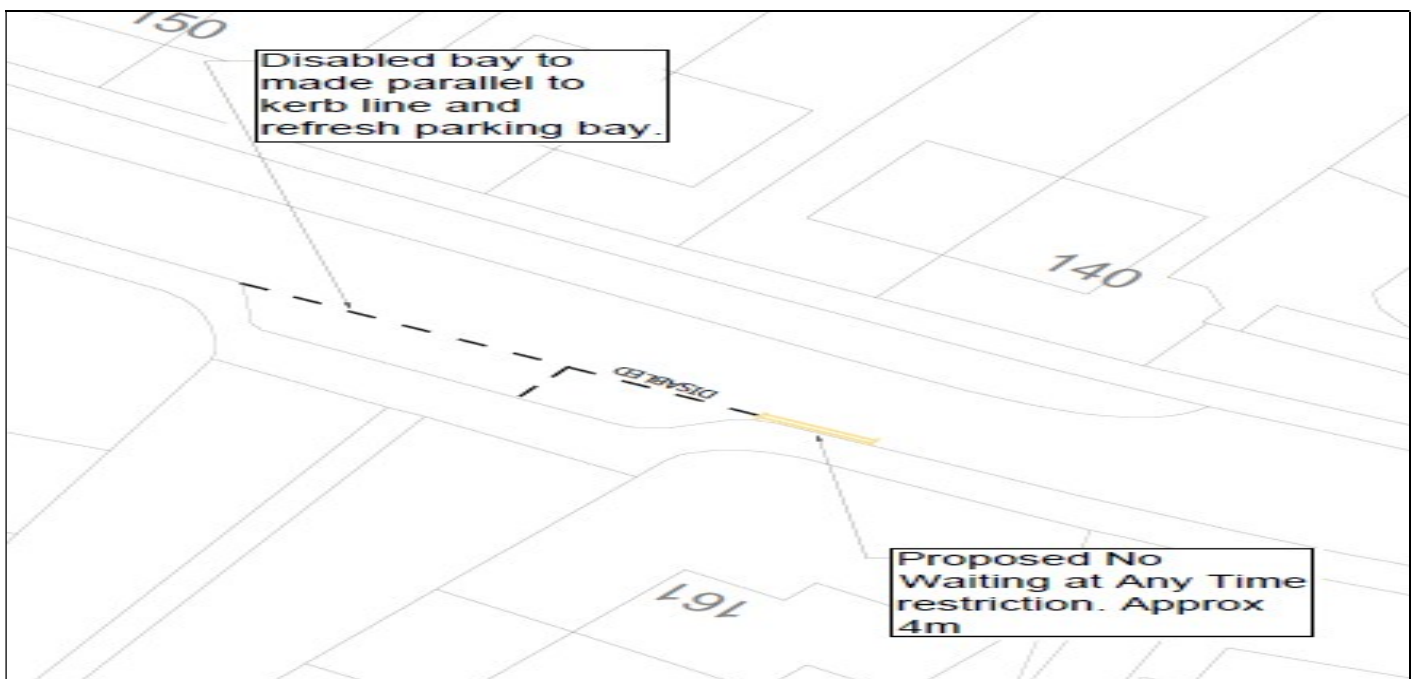 150
Disabled bay to
made parallel to
kerb line and
refresh parking bay.
140
DISABLED
Proposed No
Waiting at Any Time
restriction. Approx
4m
161